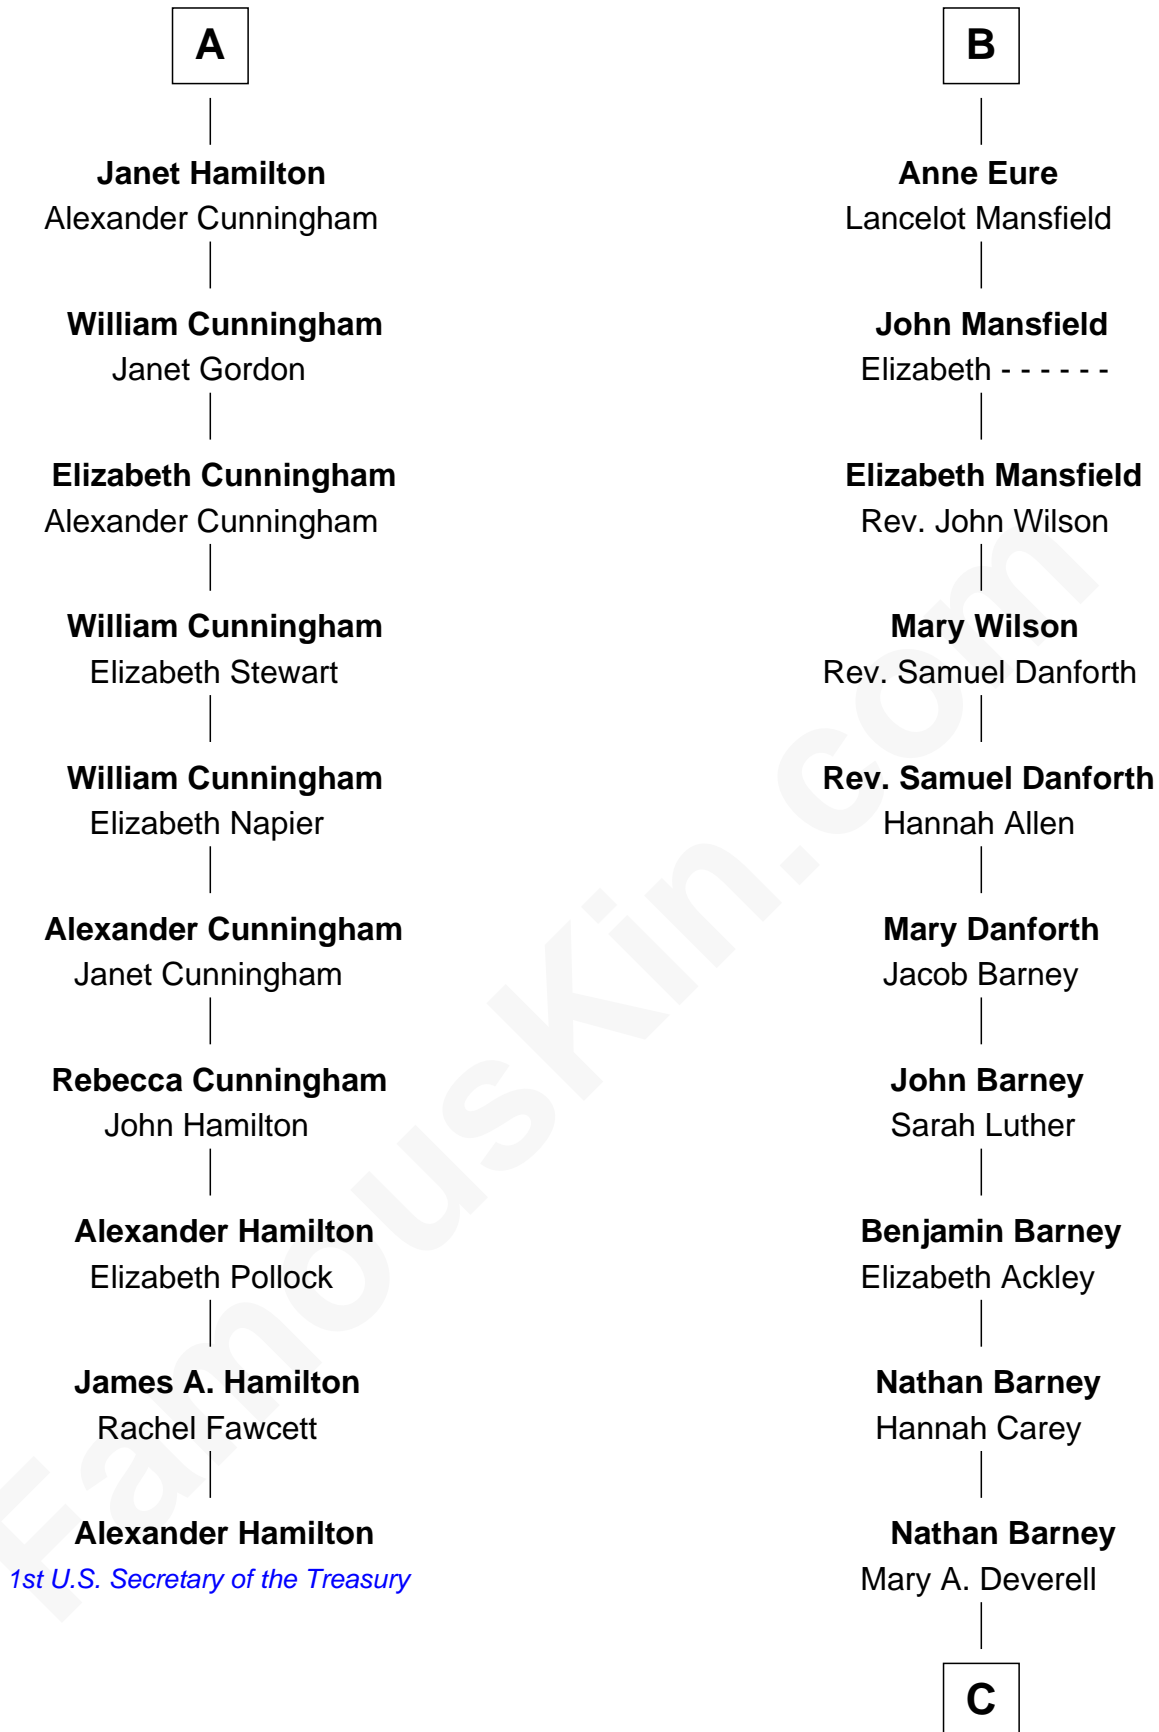 A
Janet Hamilton
Alexander Cunningham
William Cunningham
Janet Gordon
Elizabeth Cunningham
Alexander Cunningham
William Cunningham
Elizabeth Stewart
William Cunningham
Elizabeth Napier
Alexander Cunningham
Janet Cunningham
Rebecca Cunningham
John Hamilton
Alexander Hamilton
Elizabeth Pollock
James A. Hamilton
Rachel Fawcett
Alexander Hamilton
1st U.S. Secretary of the Treasury
B
Anne Eure
Lancelot Mansfield
John Mansfield
Elizabeth - - - - - -
Elizabeth Mansfield
Rev. John Wilson
Mary Wilson
Rev. Samuel Danforth
Rev. Samuel Danforth
Hannah Allen
Mary Danforth
Jacob Barney
John Barney
Sarah Luther
Benjamin Barney
Elizabeth Ackley
Nathan Barney
Hannah Carey
Nathan Barney
Mary A. Deverell
C
FamousKin.com